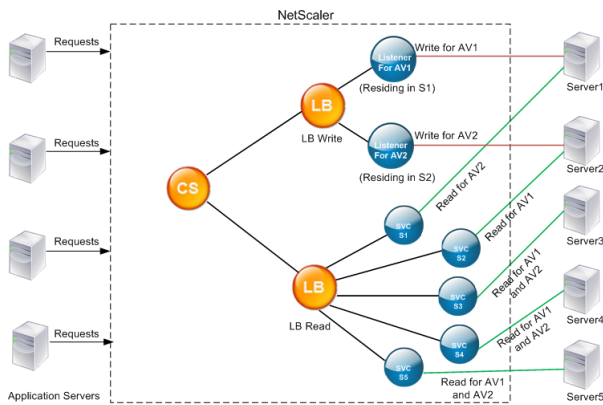 NetScaler
Requests
Requests
Requests
Requests
Application Servers
CS
LB
LB Write
LB
LB Read
Listener
For AV1
(Residing in S1)
Listener
For AV2
(Residing in S2)
SVC
S1
SVC
S2
SVC
S3
SVC
S4
SVC
S5
Write for AV1
Write for AV2
Read for AV2
Read for AV1
Read for AV1
and AV2
Read for AV1
and AV2
Read for AV1
and AV2
Server1
Server2
Server3
Server4
Server5